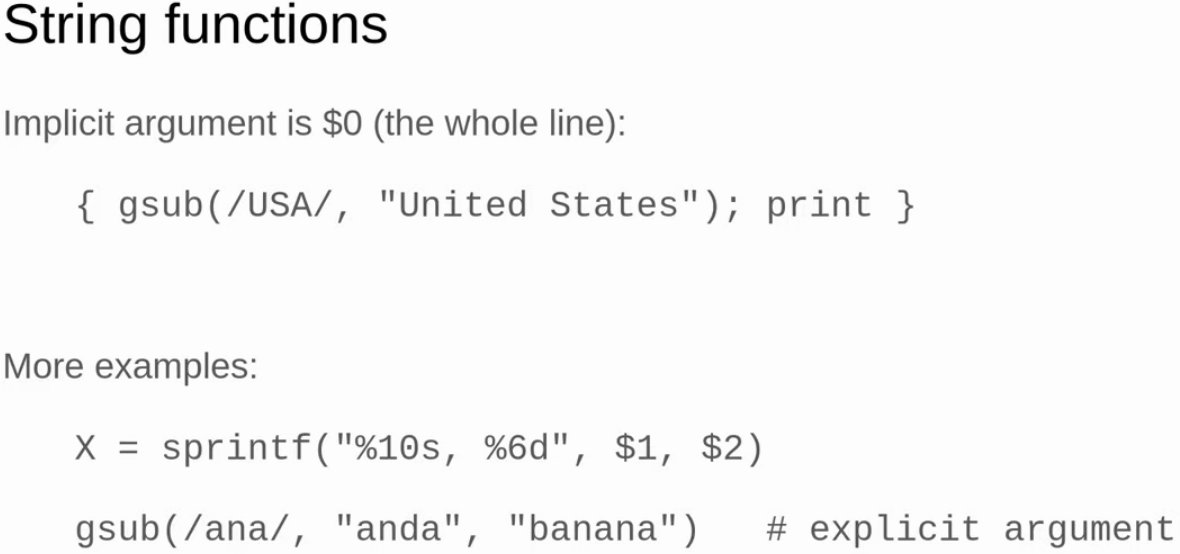 String functions
Implicit argument is $0 (the whole line):
{ gsub(/USA/, "United States"); print }
More examples:
X = sprintf("%10s, %6d", $1, $2)
gsub(/ana/, "anda", "banana")   # explicit argument